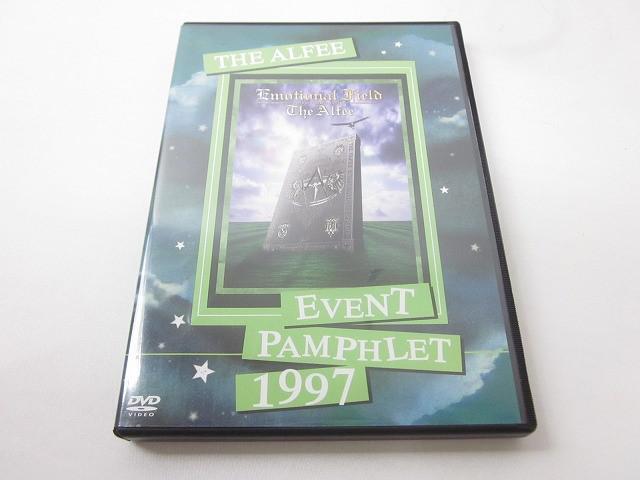 THE ALFEE
Emotional Field
The Alfee
EVENT
PAMPHLET
1997
DVD
VIDEO